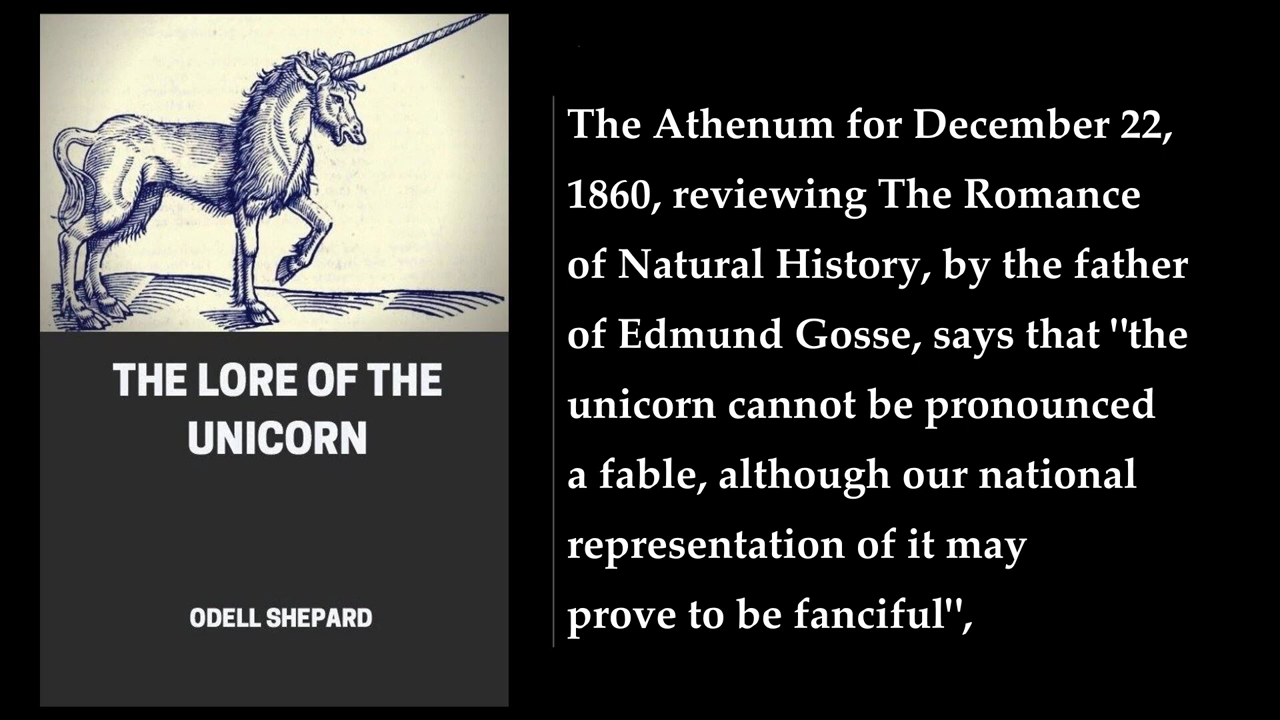 THE LORE OF THE
UNICORN
ODELL SHEPARD
The Athenum for December 22,
1860, reviewing The Romance
of Natural History, by the father
of Edmund Gosse, says that "the
unicorn cannot be pronounced
a fable, although our national
representation of it may
prove to be fanciful",